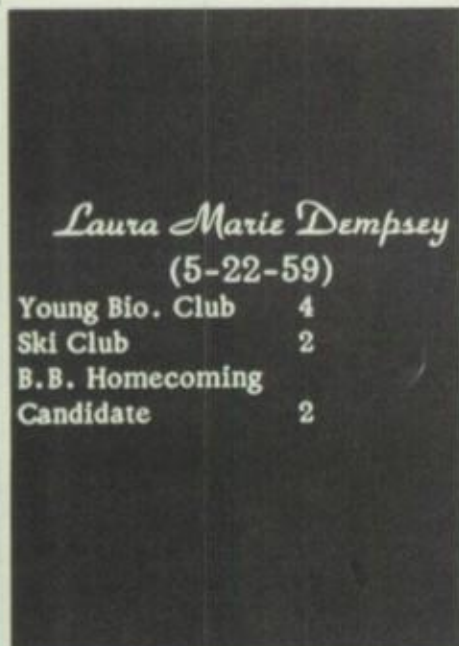 Laura Marie Dempsey
(5-22-59)
Young Bio. Club 4
Ski Club 2
B.B. Homecoming
Candidate 2